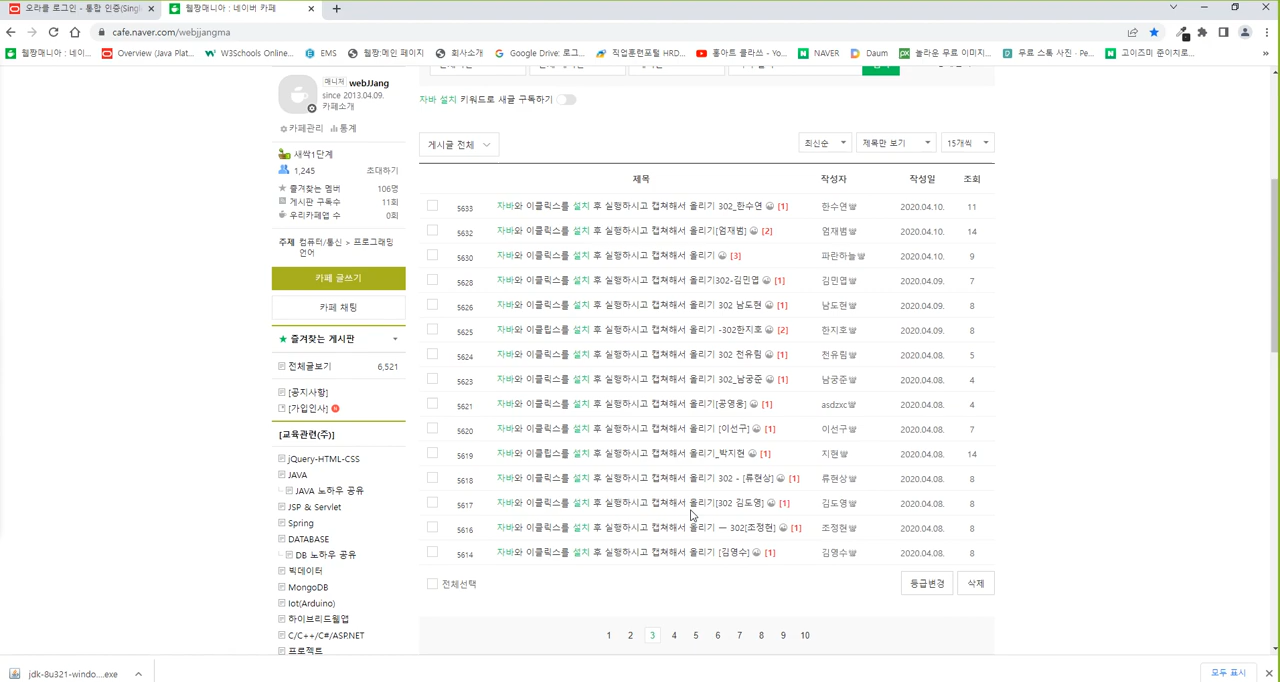 오라클 로그인 - 통합 인증(Singl
웹짱매니아 : 네이버 카페
cafe.naver.com/webjjangma
웹짱매니아 : 네이...
Overview (Java Plat...
W3Schools Online...
EMS
웹짱:메인 페이지
회사소개
Google Drive: 로그...
직업훈련포털 HRD...
홍아트 클라쓰 - Yo...
NAVER
Daum
놀라운 무료 이미지...
무료 스톡 사진 · Pe...
고이즈미 준이치로...
매니저 webJJang
since 2013.04.09.
카페소개
카페관리 통계
새싹1단계
1,245 초대하기
즐겨찾는 멤버 106명
게시판 구독수 11회
우리카페앱 수 0회
주제 컴퓨터/통신 > 프로그래밍
언어
카페 글쓰기
카페 채팅
즐겨찾는 게시판
전체글보기 6,521
[공지사항]
[가입인사] N
[교육관련(주)]
jQuery-HTML-CSS
JAVA
JAVA 노하우 공유
JSP & Servlet
Spring
DATABASE
DB 노하우 공유
빅데이터
MongoDB
Iot(Arduino)
하이브리드웹앱
C/C++/C#/ASP.NET
프로젝트
자바 설치 키워드로 새글 구독하기
게시글 전체 최신순 제목만 보기 15개씩
제목 작성자 작성일 조회
5633 자바와 이클릭스를 설치 후 실행하시고 캡쳐해서 올리기 302_한수연 [1] 한수연 2020.04.10. 11
5632 자바와 이클릭스를 설치 후 실행하시고 캡쳐해서 올리기[엄재범] [2] 엄재범 2020.04.10. 14
5630 자바와 이클릭스를 설치 후 실행하시고 캡쳐해서 올리기 [3] 파란하늘 2020.04.10. 9
5628 자바와 이클릭스를 설치 후 실행하시고 캡쳐해서 올리기302-김민엽 [1] 김민엽 2020.04.09. 7
5626 자바와 이클릭스를 설치 후 실행하시고 캡쳐해서 올리기 302 남도현 [1] 남도현 2020.04.09. 8
5625 자바와 이클립스를 설치 후 실행하시고 캡쳐해서 올리기 -302한지호 [2] 한지호 2020.04.09. 8
5624 자바와 이클릭스를 설치 후 실행하시고 캡쳐해서 올리기 302 전유림 [1] 전유림 2020.04.08. 5
5623 자바와 이클릭스를 설치 후 실행하시고 캡쳐해서 올리기 302_남궁준 [1] 남궁준 2020.04.08. 4
5621 자바와 이클릭스를 설치 후 실행하시고 캡쳐해서 올리기[공영웅] [1] asdzxc 2020.04.08. 4
5620 자바와 이클릭스를 설치 후 실행하시고 캡쳐해서 올리기 [이선구] [1] 이선구 2020.04.08. 7
5619 자바와 이클립스를 설치 후 실행하시고 캡쳐해서 올리기_박지현 [1] 지현 2020.04.08. 14
5618 자바와 이클릭스를 설치 후 실행하시고 캡쳐해서 올리기 302 - [류현상] [1] 류현상 2020.04.08. 8
5617 자바와 이클릭스를 설치 후 실행하시고 캡쳐해서 올리기[302 김도영] [1] 김도영 2020.04.08. 8
5616 자바와 이클릭스를 설치 후 실행하시고 캡쳐해서 올리기 ㅡ 302[조정현] [1] 조정현 2020.04.08. 8
5614 자바와 이클릭스를 설치 후 실행하시고 캡쳐해서 올리기 [김영수] [1] 김영수 2020.04.08. 8
전체선택 등급변경 삭제
1 2 3 4 5 6 7 8 9 10
jdk-8u321-windo....exe
모두 표시